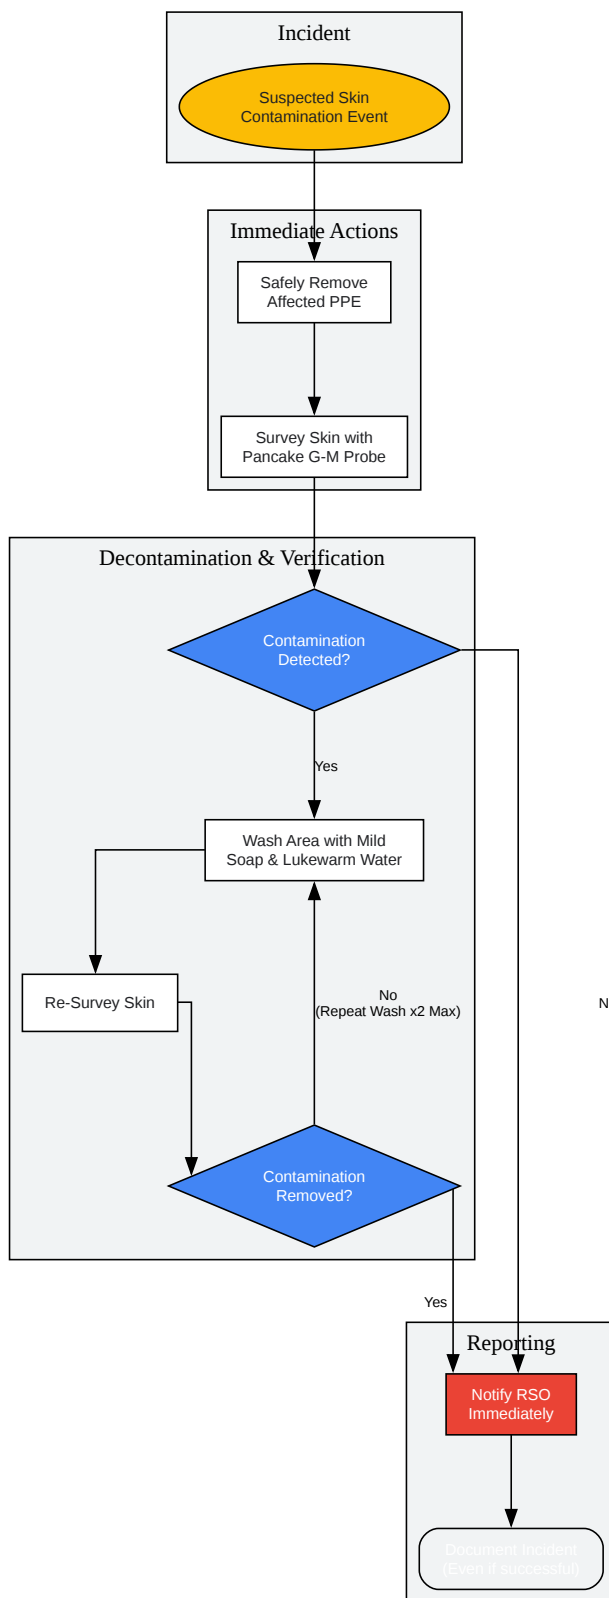 Incident
Suspected Skin
Contamination Event
Immediate Actions
Safely Remove
Affected PPE
Survey Skin with
Pancake G-M Probe
Decontamination & Verification
Contamination
Detected?
Yes
Wash Area with Mild
Soap & Lukewarm Water
Re-Survey Skin
No
(Repeat Wash x2 Max)
N
Contamination
Removed?
Yes
Reporting
Notify RSO
Immediately
Document Incident
(Even if successful)